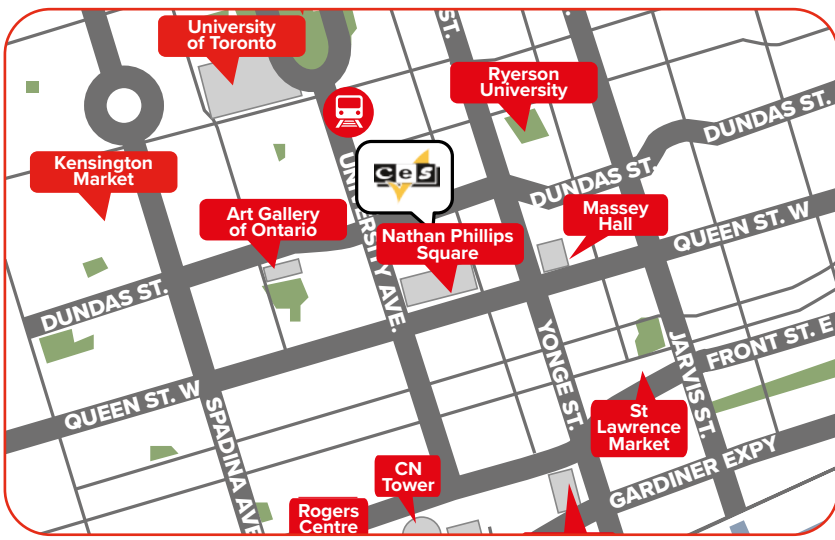 University
of Toronto
ST.
Ryerson
University
DUNDAS ST.
Kensington
Market
UNIVERSITY AVE.
CeS
DUNDAS ST.
Art Gallery
of Ontario
Nathan Phillips
Square
Massey
Hall
QUEEN ST. W
DUNDAS ST.
YONGE ST.
JARVIS ST.
FRONT ST. E
QUEEN ST. W
SPADINA AVE
St
Lawrence
Market
CN
Tower
GARDINER EXPY
Rogers
Centre